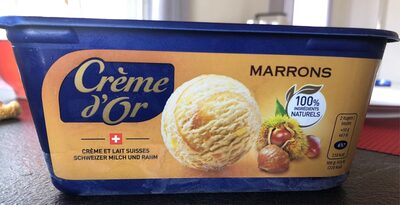 Crème
d'Or
CRÈME ET LAIT SUISSES
SCHWEIZER MILCH UND RAHM
MARRONS
100%
INGRÉDIENTS
NATURELS